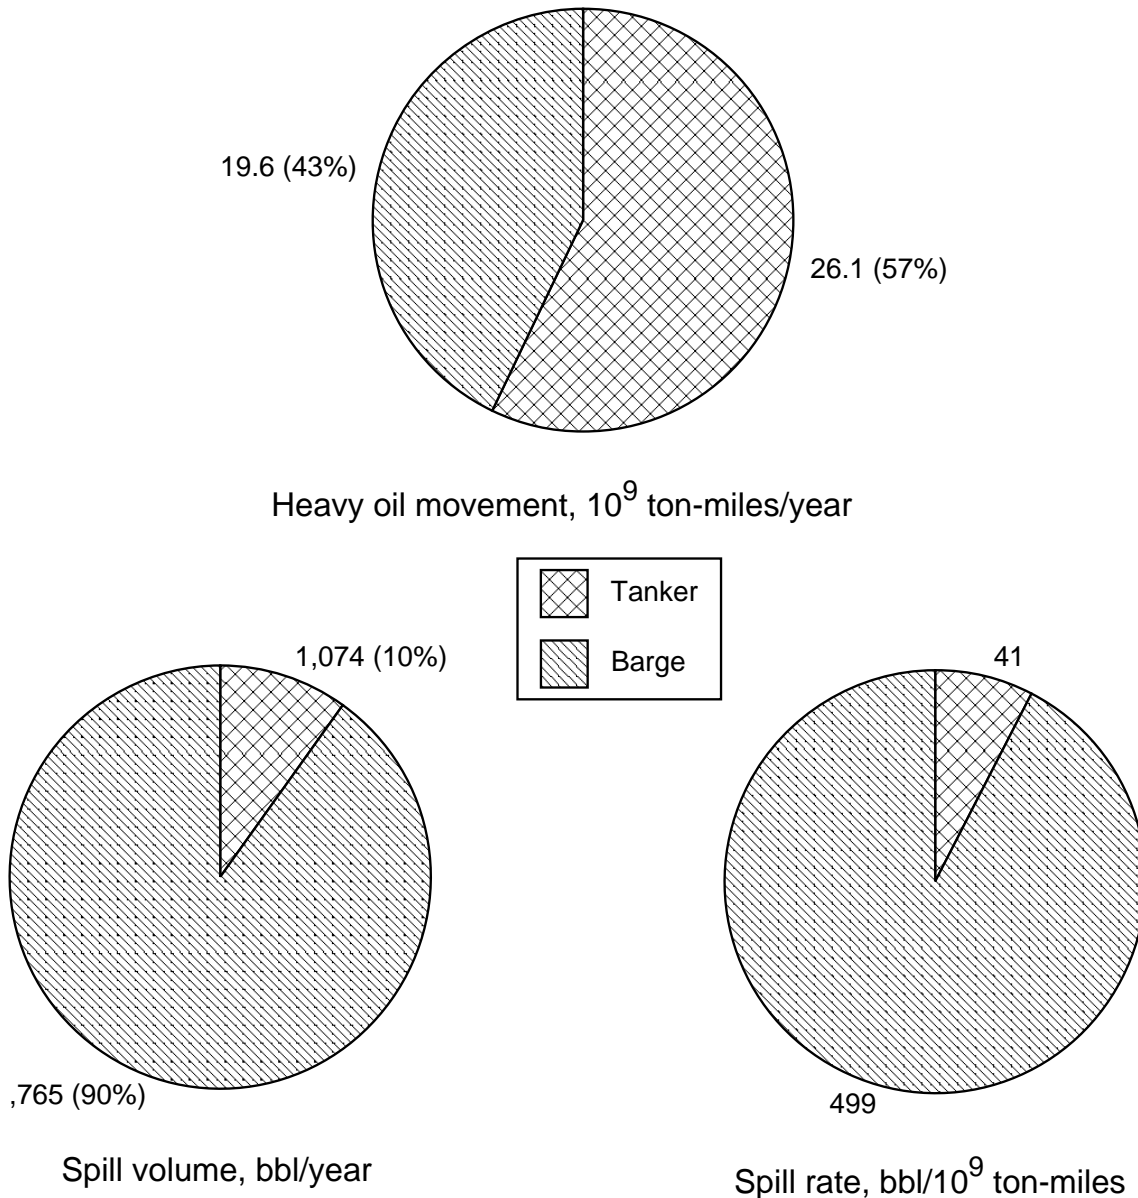 19.6 (43%)
26.1 (57%)
Heavy oil movement, 10⁹ ton-miles/year
Tanker
Barge
1,074 (10%)
41
,765 (90%)
499
Spill volume, bbl/year
Spill rate, bbl/10⁹ ton-miles